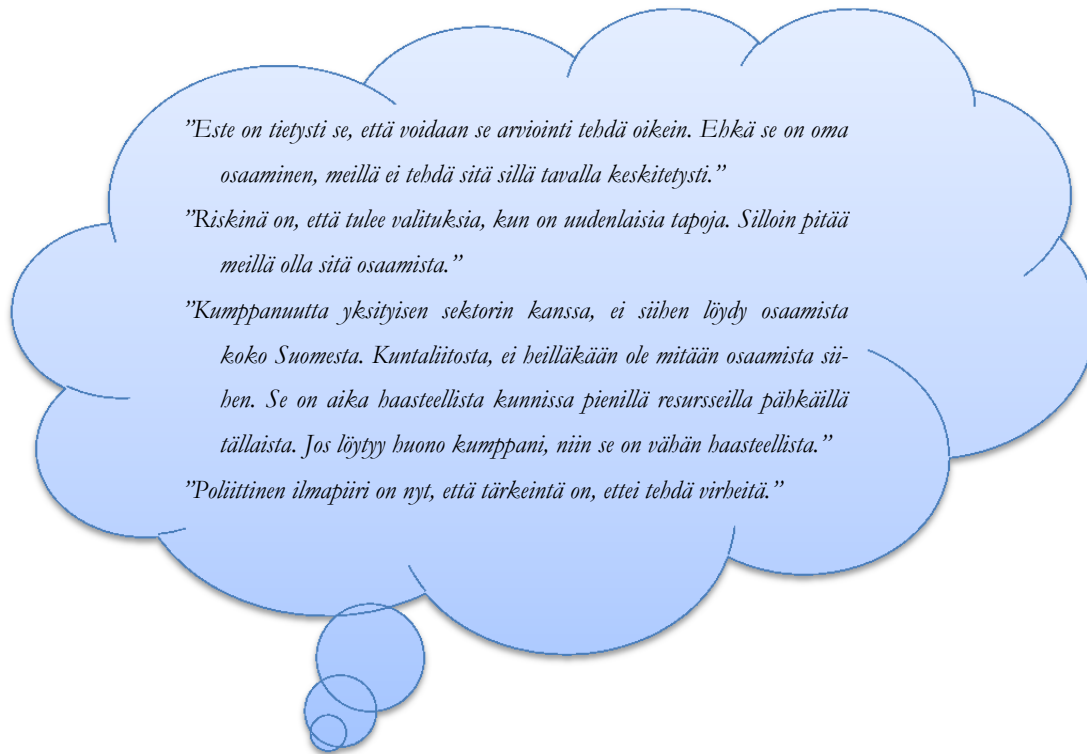 ”Este on tietysti se, että voidaan se arviointi tehdä oikein. Ehkä se on oma
osaaminen, meillä ei tehdä sitä sillä tavalla keskitetysti.”
”Riskinä on, että tulee valituksia, kun on uudenlaisia tapoja. Silloin pitää
meillä olla sitä osaamista.”
”Kumppanuutta yksityisen sektorin kanssa, ei siihen löydy osaamista
koko Suomesta. Kuntaliitosta, ei heilläkään ole mitään osaamista sii-
hen. Se on aika haasteellista kunnissa pienillä resursseilla pähkäillä
tällaista. Jos löytyy huono kumppani, niin se on vähän haasteellista.”
”Poliittinen ilmapiiri on nyt, että tärkeintä on, ettei tehdä virheitä.”